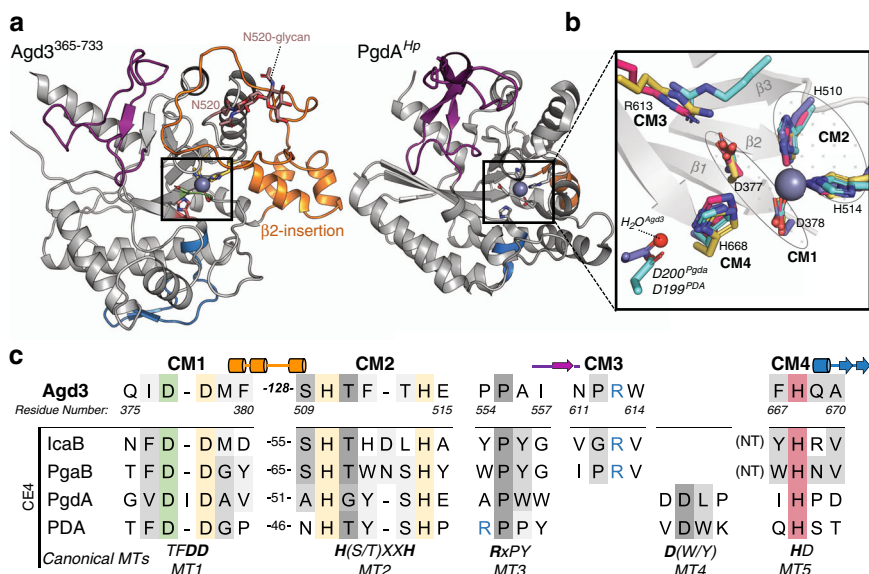 a
Agd3³⁶⁵⁻⁷³³
N520-glycan
N520
β2-insertion
PgdAᴴᵖ
b
R613
CM3
β3
H510
CM2
β2
β1
D377
H514
H₂Oᴬᵍᵈ³
H668
CM4
D378
CM1
D200ᴾᵍᵈᵃ
D199ᴾᴰᴬ
c
CM1 CM2 CM3 CM4
Agd3 Q I D - D M F -128- S H T F - T H E P P A I N P R W F H Q A
Residue Number: 375 380 509 515 554 557 611 614 667 670
CE4
IcaB N F D - D M D -55- S H T H D L H A Y P Y G V G R V (NT) Y H R V
PgaB T F D - D G Y -65- S H T W N S H Y W P Y G I P R V (NT) W H N V
PgdA G V D I D A V -51- A H G Y - S H E A P W W D D L P I H P D
PDA T F D - D G P -46- N H T Y - S H P R P P Y V D W K Q H S T
Canonical MTs TFDD H(S/T)XXH RxPY D(W/Y) HD
MT1 MT2 MT3 MT4 MT5